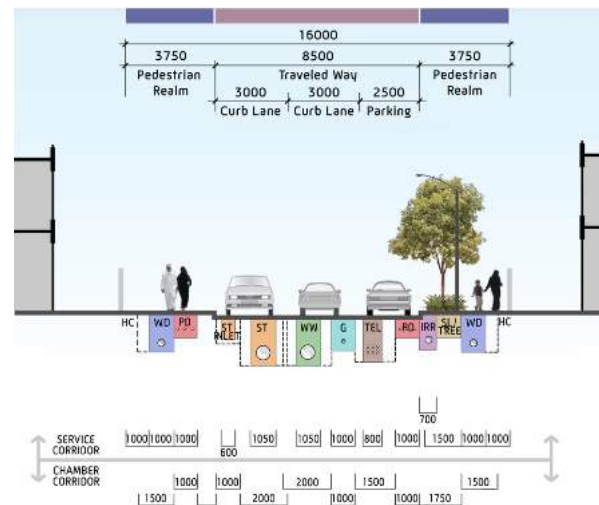 16000
3750 8500 3750
Pedestrian Realm Traveled Way Pedestrian Realm
3000 3000 2500
Curb Lane Curb Lane Parking
HC WD PD ST INLET ST WW G TEL PD IRR SL/ TREE WD HC
700
SERVICE CORRIDOR 1000 1000 1000 600 1050 1050 1000 800 1000 1500 1000 1000
CHAMBER CORRIDOR 1000 1000 2000 1500 1500
1500 2000 1000 1000 1750